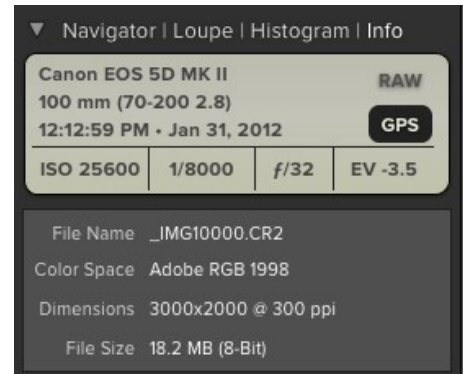 Navigator | Loupe | Histogram | Info
Canon EOS 5D MK II RAW
100 mm (70-200 2.8)
12:12:59 PM • Jan 31, 2012 GPS
ISO 25600 1/8000 ƒ/32 EV -3.5
File Name _IMG10000.CR2
Color Space Adobe RGB 1998
Dimensions 3000x2000 @ 300 ppi
File Size 18.2 MB (8-Bit)